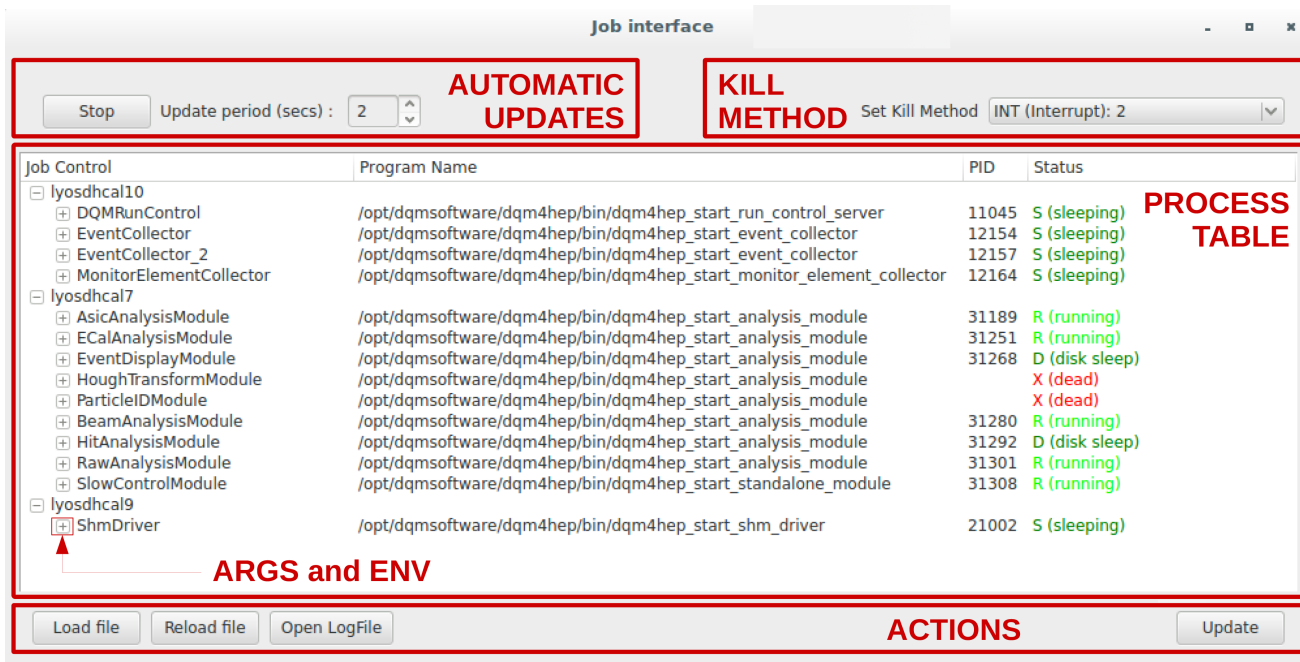 Job interface
AUTOMATIC
UPDATES
Stop Update period (secs) : 2
KILL
METHOD
Set Kill Method INT (Interrupt): 2
Job Control Program Name PID Status
PROCESS
TABLE
lyosdhcal10
DQMRunControl /opt/dqmsoftware/dqm4hep/bin/dqm4hep_start_run_control_server 11045 S (sleeping)
EventCollector /opt/dqmsoftware/dqm4hep/bin/dqm4hep_start_event_collector 12154 S (sleeping)
EventCollector_2 /opt/dqmsoftware/dqm4hep/bin/dqm4hep_start_event_collector 12157 S (sleeping)
MonitorElementCollector /opt/dqmsoftware/dqm4hep/bin/dqm4hep_start_monitor_element_collector 12164 S (sleeping)
lyosdhcal7
AsicAnalysisModule /opt/dqmsoftware/dqm4hep/bin/dqm4hep_start_analysis_module 31189 R (running)
ECalAnalysisModule /opt/dqmsoftware/dqm4hep/bin/dqm4hep_start_analysis_module 31251 R (running)
EventDisplayModule /opt/dqmsoftware/dqm4hep/bin/dqm4hep_start_analysis_module 31268 D (disk sleep)
HoughTransformModule /opt/dqmsoftware/dqm4hep/bin/dqm4hep_start_analysis_module X (dead)
ParticleIDModule /opt/dqmsoftware/dqm4hep/bin/dqm4hep_start_analysis_module X (dead)
BeamAnalysisModule /opt/dqmsoftware/dqm4hep/bin/dqm4hep_start_analysis_module 31280 R (running)
HitAnalysisModule /opt/dqmsoftware/dqm4hep/bin/dqm4hep_start_analysis_module 31292 D (disk sleep)
RawAnalysisModule /opt/dqmsoftware/dqm4hep/bin/dqm4hep_start_analysis_module 31301 R (running)
SlowControlModule /opt/dqmsoftware/dqm4hep/bin/dqm4hep_start_standalone_module 31308 R (running)
lyosdhcal9
ShmDriver /opt/dqmsoftware/dqm4hep/bin/dqm4hep_start_shm_driver 21002 S (sleeping)
ARGS and ENV
Load file Reload file Open LogFile ACTIONS Update